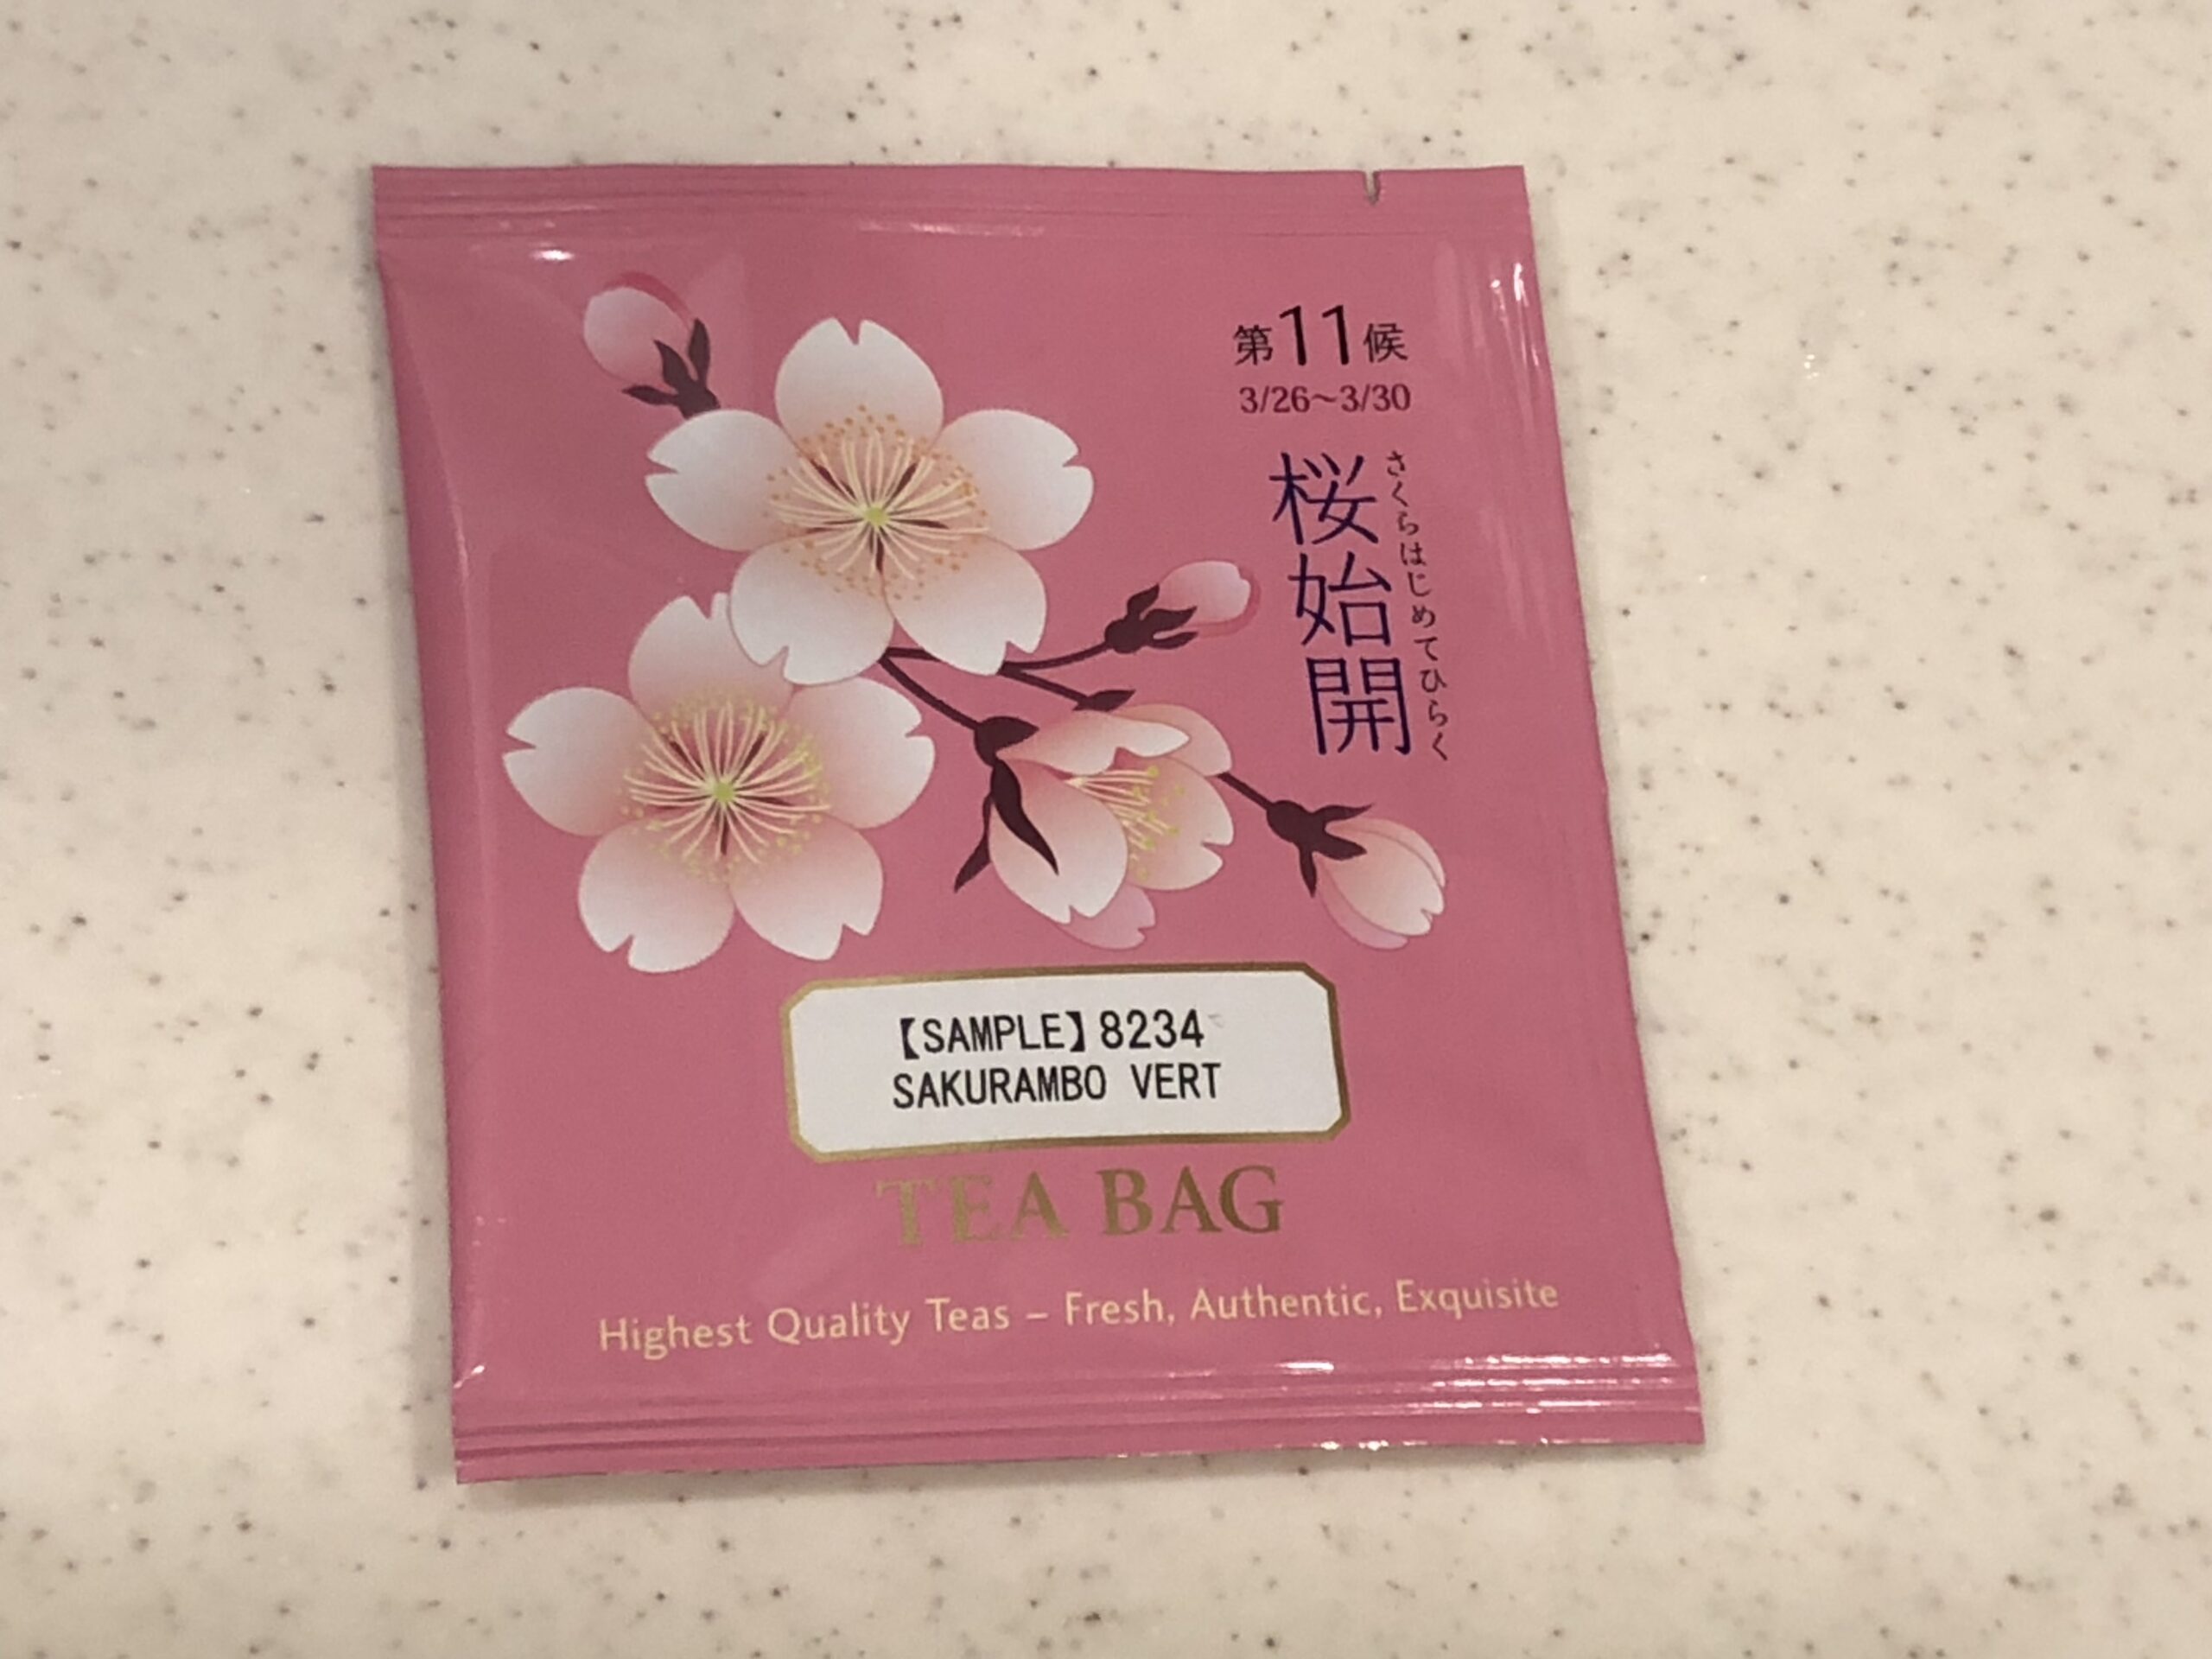 第11候
3/26~3/30
桜始開
さくらはじめてひらく
【SAMPLE】8234
SAKURAMBO VERT
TEA BAG
Highest Quality Teas – Fresh, Authentic, Exquisite